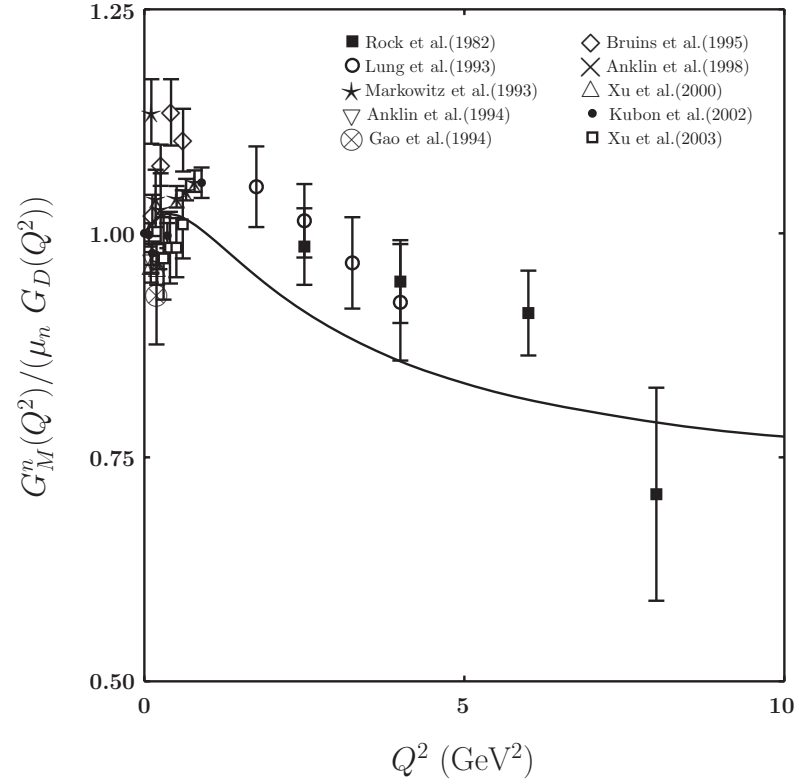 1.25
Rock et al.(1982)
Lung et al.(1993)
Markowitz et al.(1993)
Anklin et al.(1994)
Gao et al.(1994)
Bruins et al.(1995)
Anklin et al.(1998)
Xu et al.(2000)
Kubon et al.(2002)
Xu et al.(2003)
1.00
0.75
0.50
G_M^n(Q^2)/(μ_n G_D(Q^2))
0
5
10
Q^2 (GeV^2)